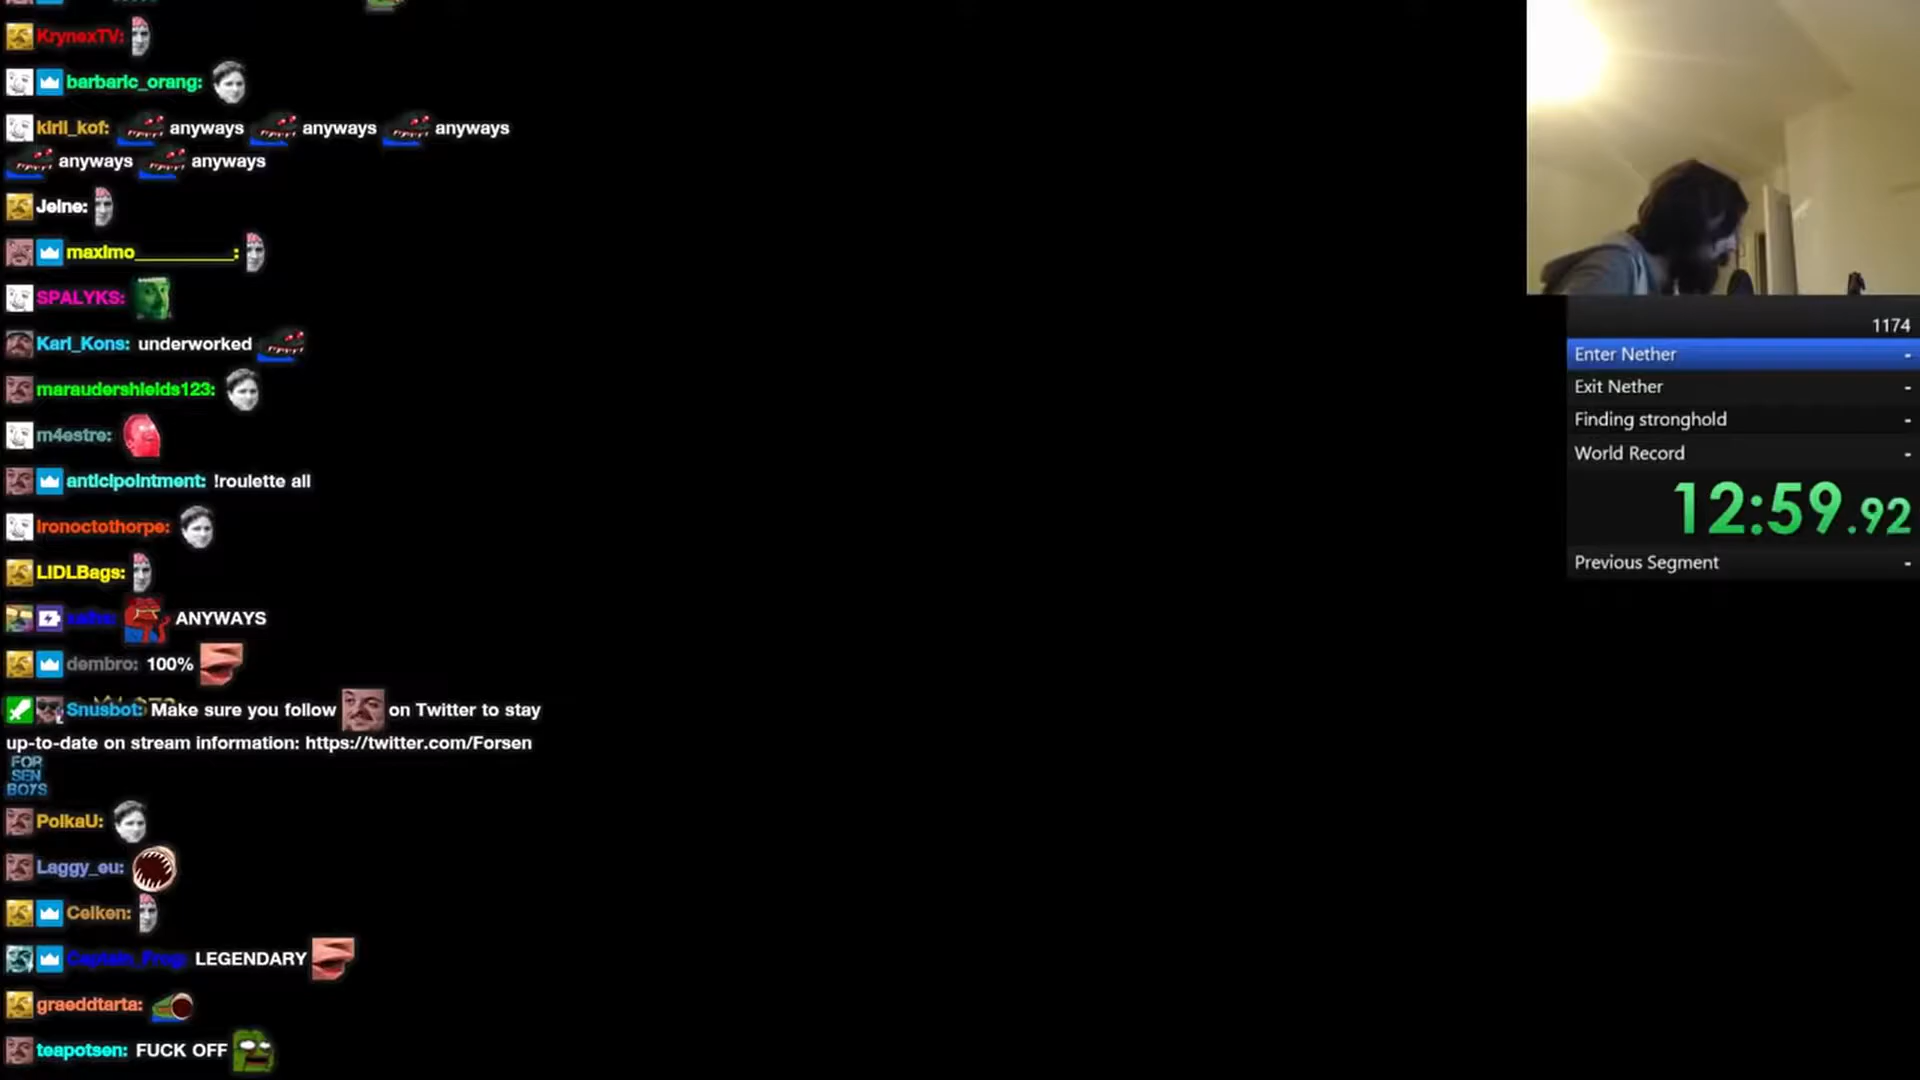 KrynexTV:
barbaric_orang:
kiril_kof: anyways anyways anyways
anyways anyways
Jelne:
maximo__________:
SPALYKS:
Karl_Kons: underworked
maraudershields123:
m4estre:
anticipointment: !roulette all
Ironoctothorpe:
LIDLBags:
ANYWAYS
dembro: 100%
Snusbot: Make sure you follow on Twitter to stay
up-to-date on stream information: https://twitter.com/Forsen
FOR
SEN
BOYS
PolkaU:
Laggy_eu:
Celken:
Captain_Frog: LEGENDARY
graeddtarta:
teapotsen: FUCK OFF
1174
Enter Nether -
Exit Nether -
Finding stronghold -
World Record -
12:59.92
Previous Segment -